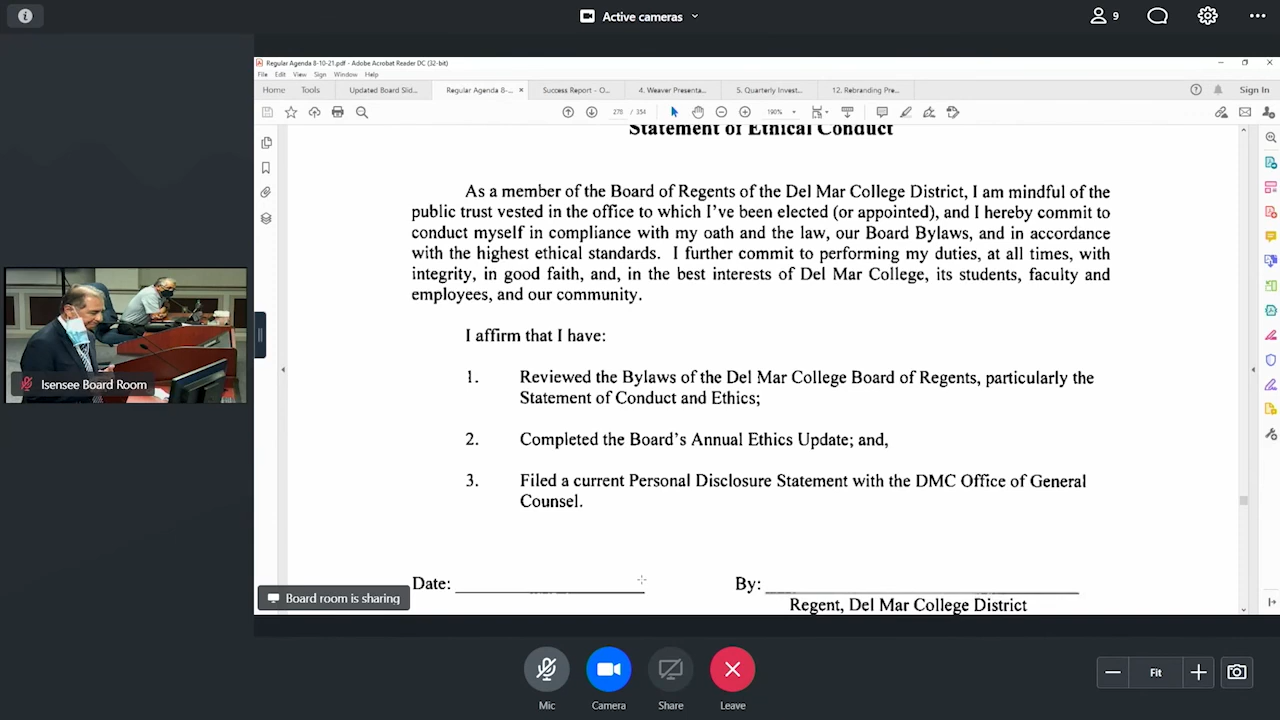 Active cameras
9
Regular Agenda 8-10-21.pdf - Adobe Acrobat Reader DC (32-bit)
File Edit View Sign Window Help
Home Tools Updated Board Slid... Regular Agenda 8-... × Success Report - O... 4. Weaver Presenta... 5. Quarterly Invest... 12. Rebranding Pre... Sign In
276 / 354 190%
Statement of Ethical Conduct
As a member of the Board of Regents of the Del Mar College District, I am mindful of the
public trust vested in the office to which I've been elected (or appointed), and I hereby commit to
conduct myself in compliance with my oath and the law, our Board Bylaws, and in accordance
with the highest ethical standards. I further commit to performing my duties, at all times, with
integrity, in good faith, and, in the best interests of Del Mar College, its students, faculty and
employees, and our community.
I affirm that I have:
1. Reviewed the Bylaws of the Del Mar College Board of Regents, particularly the
Statement of Conduct and Ethics;
2. Completed the Board's Annual Ethics Update; and,
3. Filed a current Personal Disclosure Statement with the DMC Office of General
Counsel.
Date: By:
Regent, Del Mar College District
Isensee Board Room
Board room is sharing
Mic Camera Share Leave
Fit